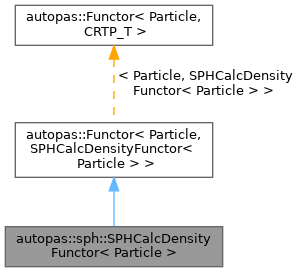 autopas::Functor< Particle,
CRTP_T >
< Particle, SPHCalcDensity
Functor< Particle > >
autopas::Functor< Particle,
SPHCalcDensityFunctor<
Particle > >
autopas::sph::SPHCalcDensity
Functor< Particle >